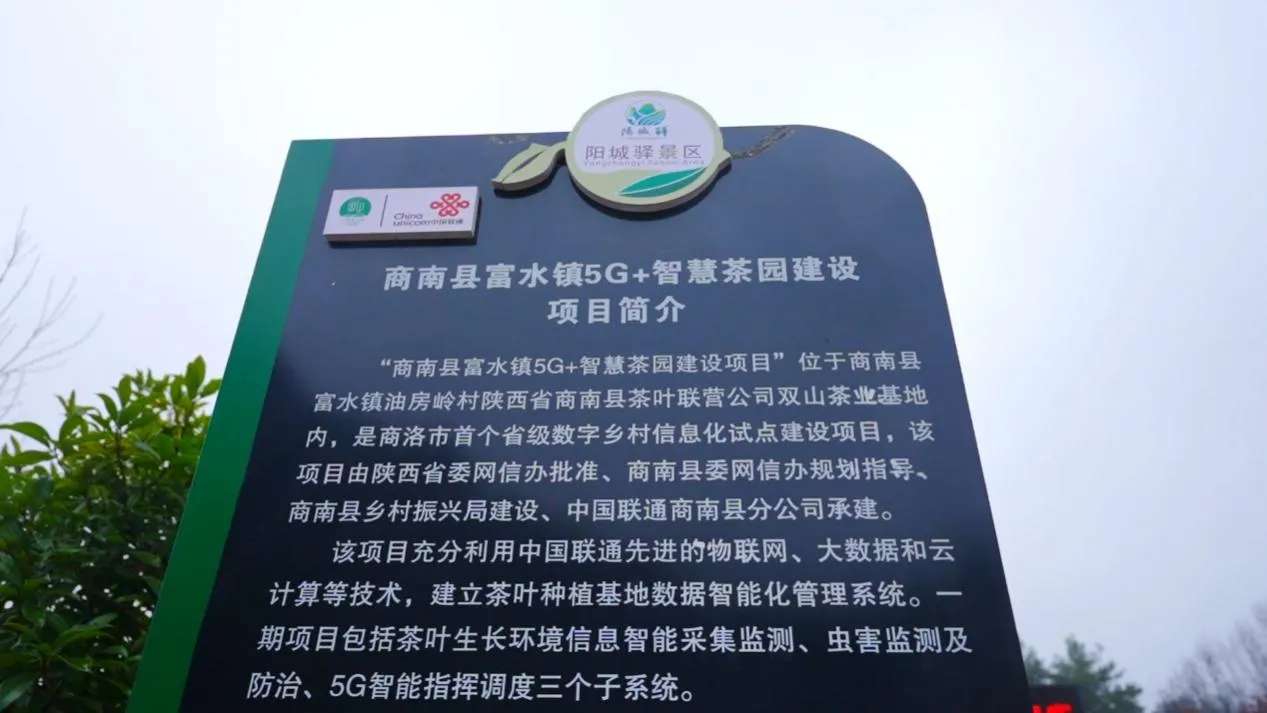 阳城驿
阳城驿景区
China
unicom中国联通
商南县富水镇5G+智慧茶园建设
项目简介
“商南县富水镇5G+智慧茶园建设项目”位于商南县
富水镇油房岭村陕西省商南县茶叶联营公司双山茶业基地
内，是商洛市首个省级数字乡村信息化试点建设项目，该
项目由陕西省委网信办批准、商南县委网信办规划指导、
商南县乡村振兴局建设、中国联通商南县分公司承建。
该项目充分利用中国联通先进的物联网、大数据和云
计算等技术，建立茶叶种植基地数据智能化管理系统。一
期项目包括茶叶生长环境信息智能采集监测、虫害监测及
防治、5G智能指挥调度三个子系统。